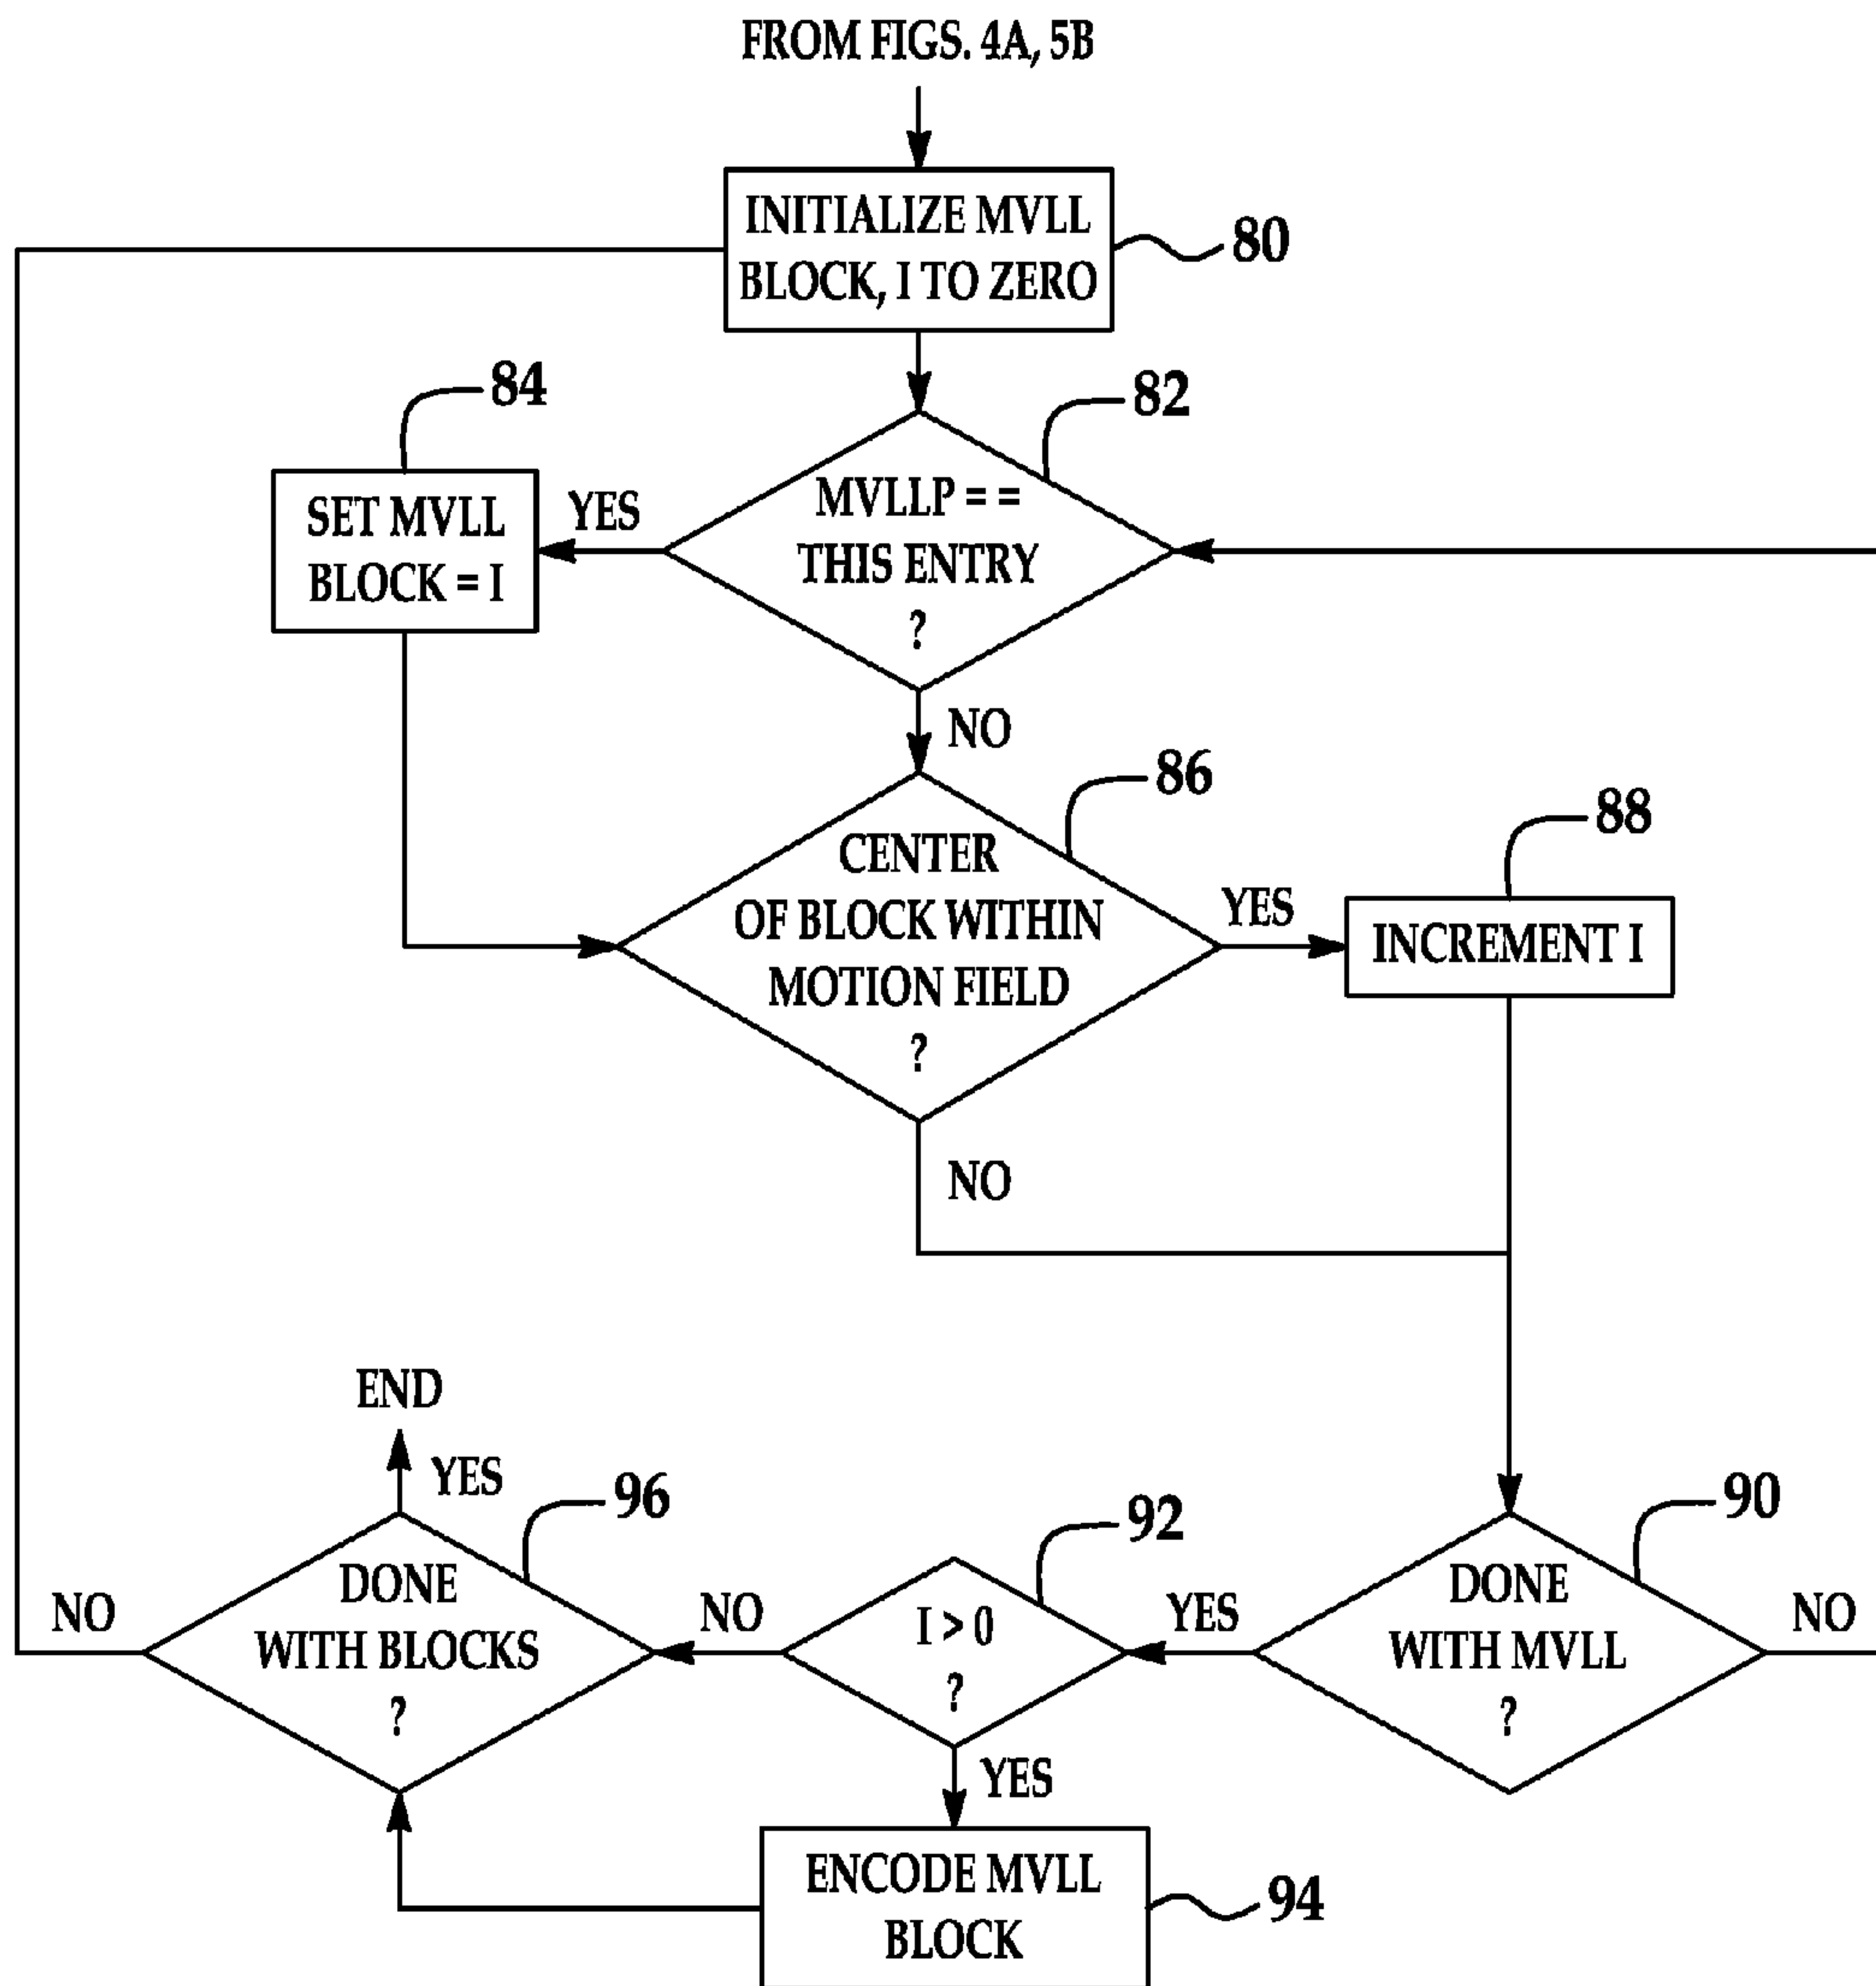 FROM FIGS. 4A, 5B
INITIALIZE MVLL
BLOCK, I TO ZERO
80
84
82
SET MVLL
BLOCK = I
YES
MVLLP = =
THIS ENTRY
?
NO
86
88
CENTER
OF BLOCK WITHIN
MOTION FIELD
?
YES
INCREMENT I
NO
END
YES
96
92
90
NO
DONE
WITH BLOCKS
?
NO
I > 0
?
YES
DONE
WITH MVLL
?
NO
YES
ENCODE MVLL
BLOCK
94